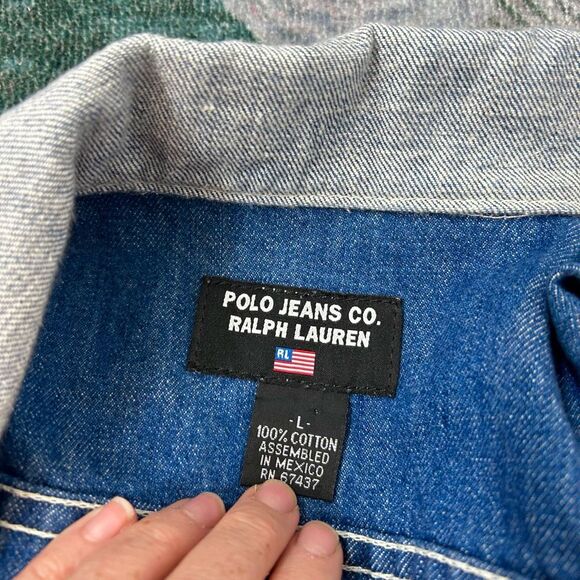 POLO JEANS CO.
RALPH LAUREN
RL
-L-
100% COTTON
ASSEMBLED
IN MEXICO
RN 67437